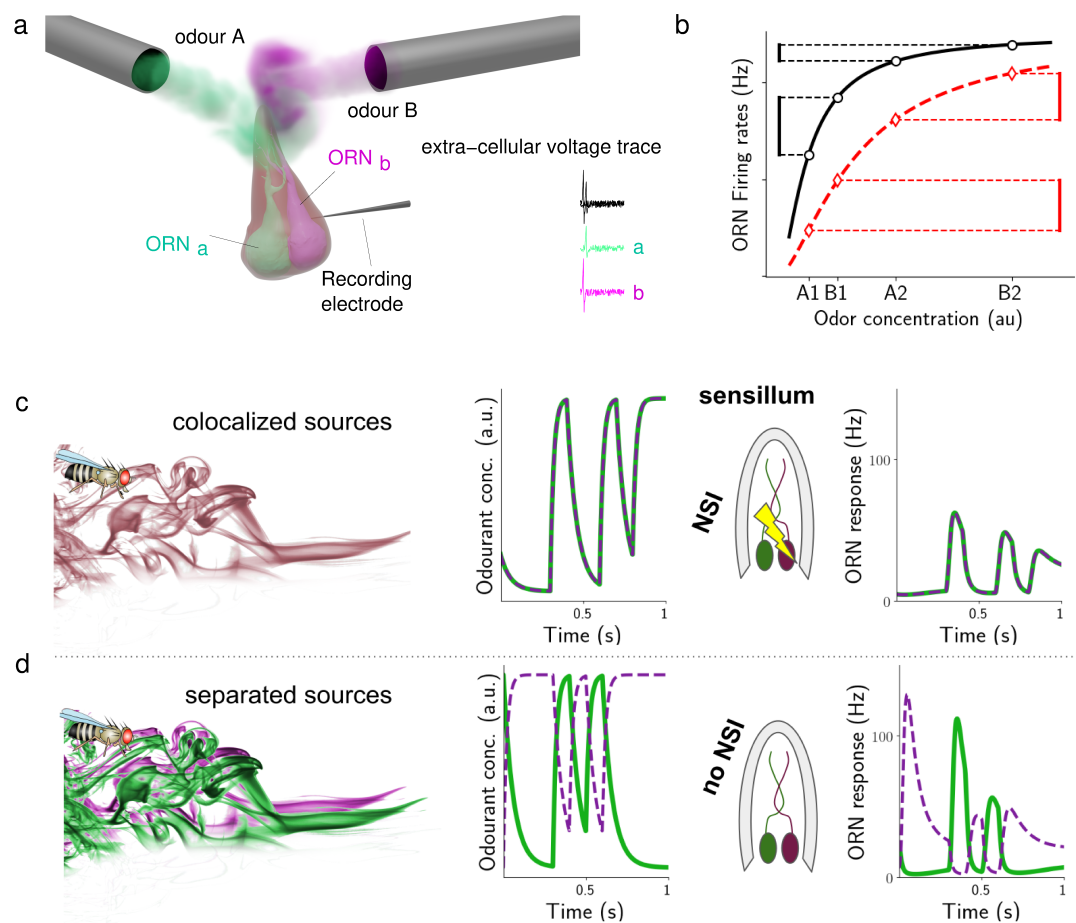 a
odour A
odour B
ORN b
extra-cellular voltage trace
ORN a
a
Recording
electrode
b
b
ORN Firing rates (Hz)
A1 B1 A2 B2
Odor concentration (au)
c
colocalized sources
Odourant conc. (a.u.)
0.5 1
Time (s)
sensillum
NSI
ORN response (Hz)
100
0
0.5 1
Time (s)
d
separated sources
Odourant conc. (a.u.)
0.5 1
Time (s)
no NSI
ORN response (Hz)
100
0
0.5 1
Time (s)